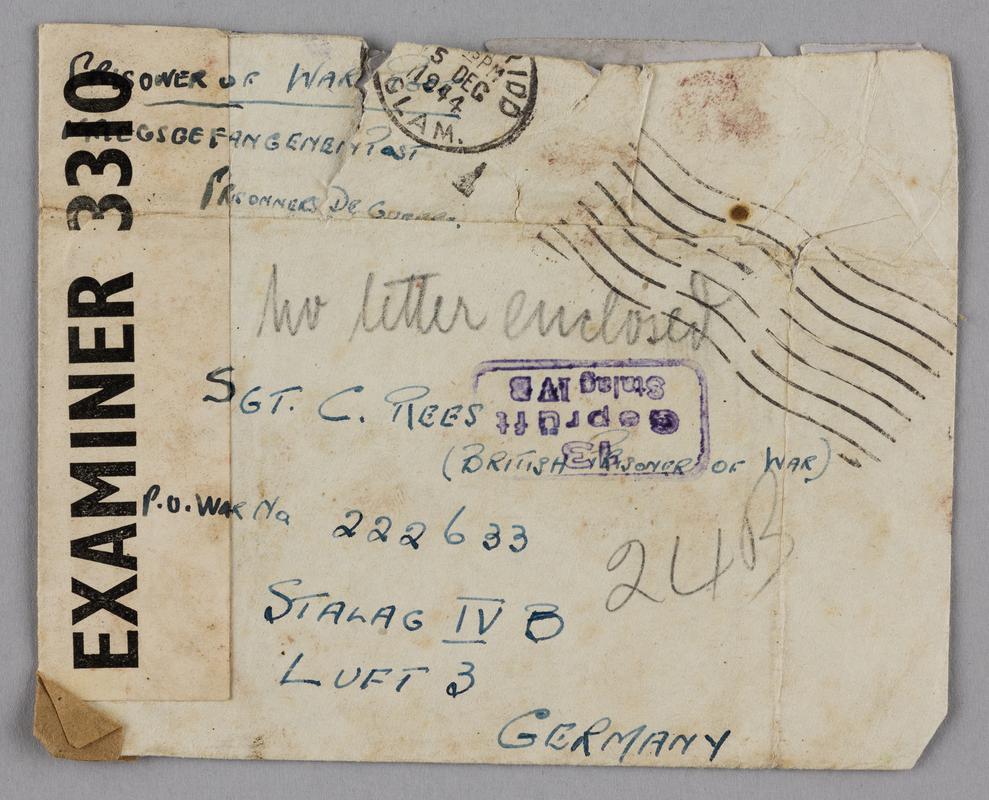 PRISONER OF WAR
KRIEGSGEFANGENENPOST
PRISONNERS DE GUERRE
5 DEC
1944
GLAM.
EXAMINER 3310
no letter enclosed
SGT. C. REES
Stalag IV B
Geprüft
(BRITISH PRISONER OF WAR)
P.O. WAR No
222633
24B
STALAG IV B
LUFT 3
GERMANY